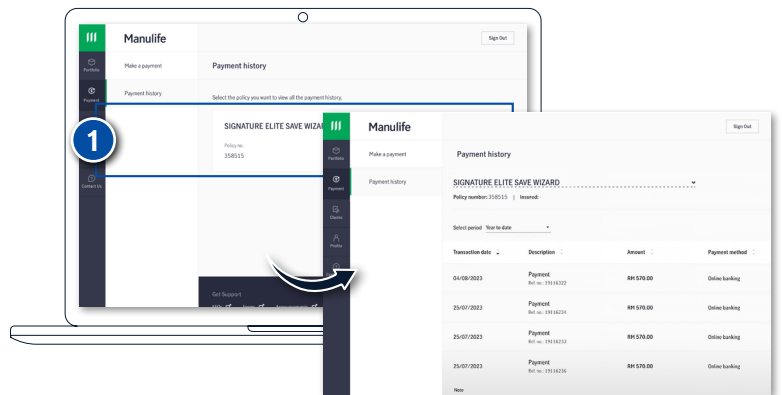 Manulife
Sign Out
Portfolio
Make a payment
Payment history
Payment
Payment history
Select the policy you want to view all the payment history.
1
SIGNATURE ELITE SAVE WIZA
Policy no.
358515
Contact Us
Get Support
Manulife
Sign Out
Portfolio
Make a payment
Payment history
Payment
Payment history
SIGNATURE ELITE SAVE WIZARD
Policy number: 358515 | Insured: -
Claims
Select period Year to date
Profile
Transaction date Description Amount Payment method
04/08/2023 Payment RM 570.00 Online banking
Ref. no.: 19116322
25/07/2023 Payment RM 570.00 Online banking
Ref. no.: 19116234
25/07/2023 Payment RM 570.00 Online banking
Ref. no.: 19116232
25/07/2023 Payment RM 570.00 Online banking
Ref. no.: 19116236
Note